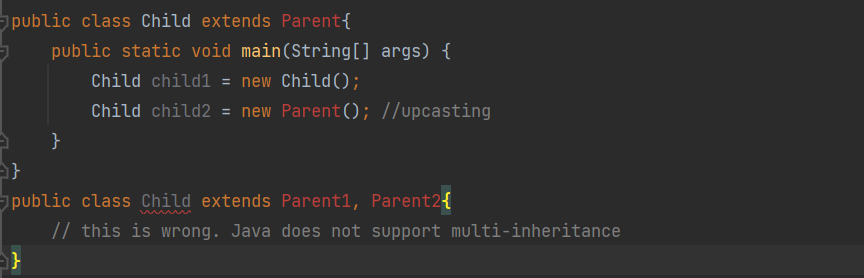 public class Child extends Parent{
public static void main(String[] args) {
Child child1 = new Child();
Child child2 = new Parent(); //upcasting
}
}
public class Child extends Parent1, Parent2{
// this is wrong. Java does not support multi-inheritance
}